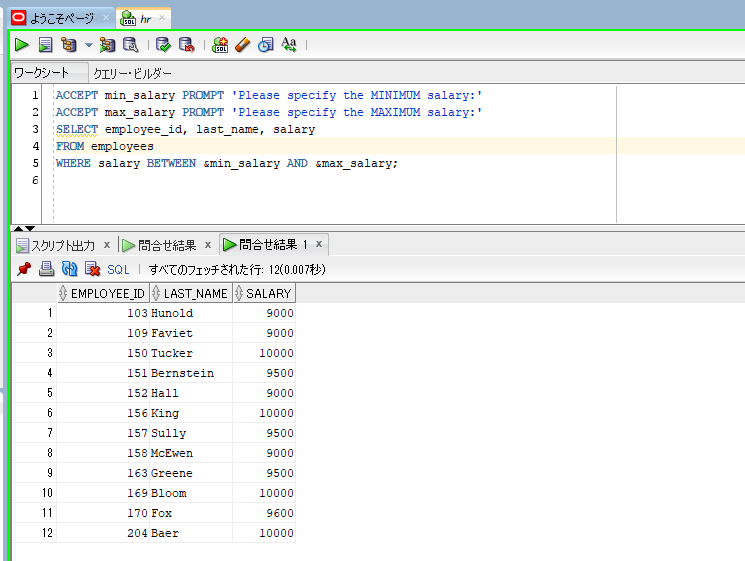 ようこそページ hr
ワークシート クエリー・ビルダー
1 ACCEPT min_salary PROMPT 'Please specify the MINIMUM salary:'
2 ACCEPT max_salary PROMPT 'Please specify the MAXIMUM salary:'
3 SELECT employee_id, last_name, salary
4 FROM employees
5 WHERE salary BETWEEN &min_salary AND &max_salary;
6
スクリプト出力 x 問合せ結果 x 問合せ結果 1 x
SQL すべてのフェッチされた行: 12(0.007秒)
EMPLOYEE_ID LAST_NAME SALARY
1 103 Hunold 9000
2 109 Faviet 9000
3 150 Tucker 10000
4 151 Bernstein 9500
5 152 Hall 9000
6 156 King 10000
7 157 Sully 9500
8 158 McEwen 9000
9 163 Greene 9500
10 169 Bloom 10000
11 170 Fox 9600
12 204 Baer 10000